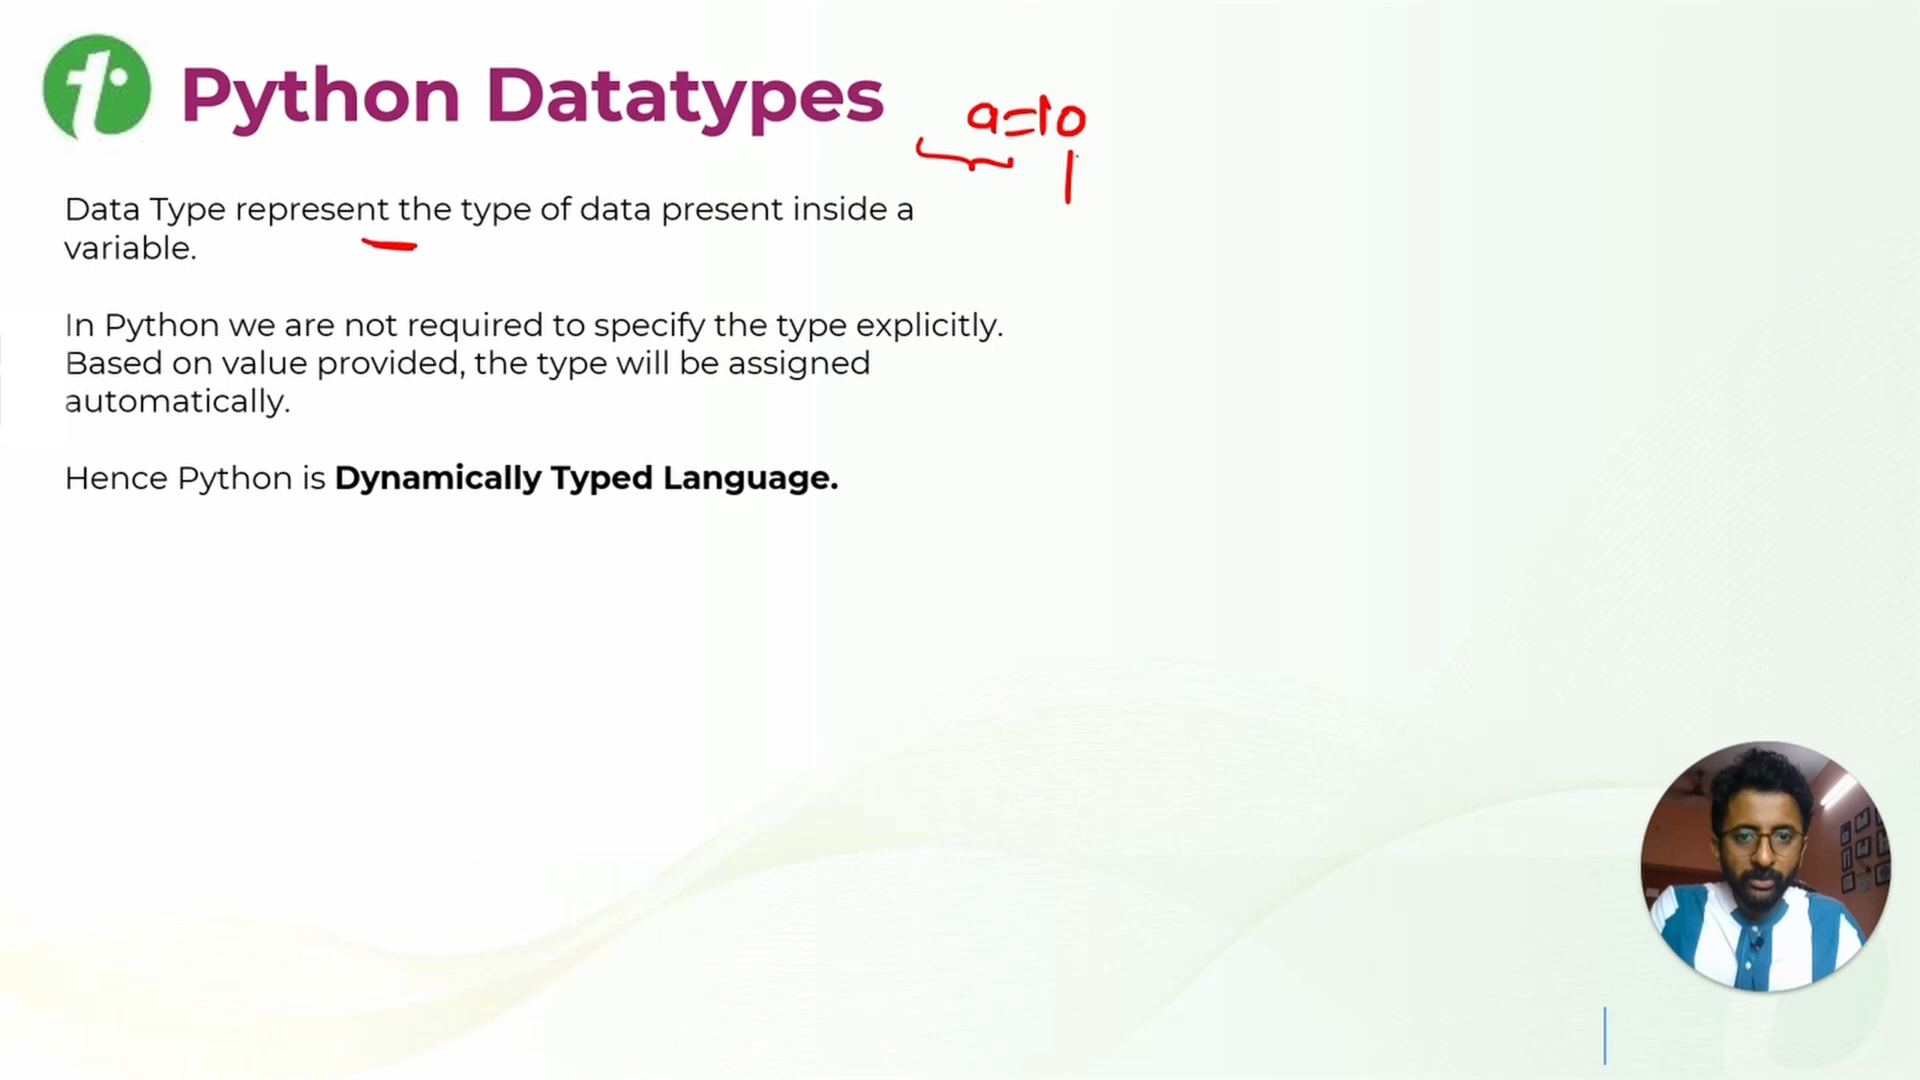 Python Datatypes
a=10
Data Type represent the type of data present inside a
variable.
In Python we are not required to specify the type explicitly.
Based on value provided, the type will be assigned
automatically.
Hence Python is Dynamically Typed Language.